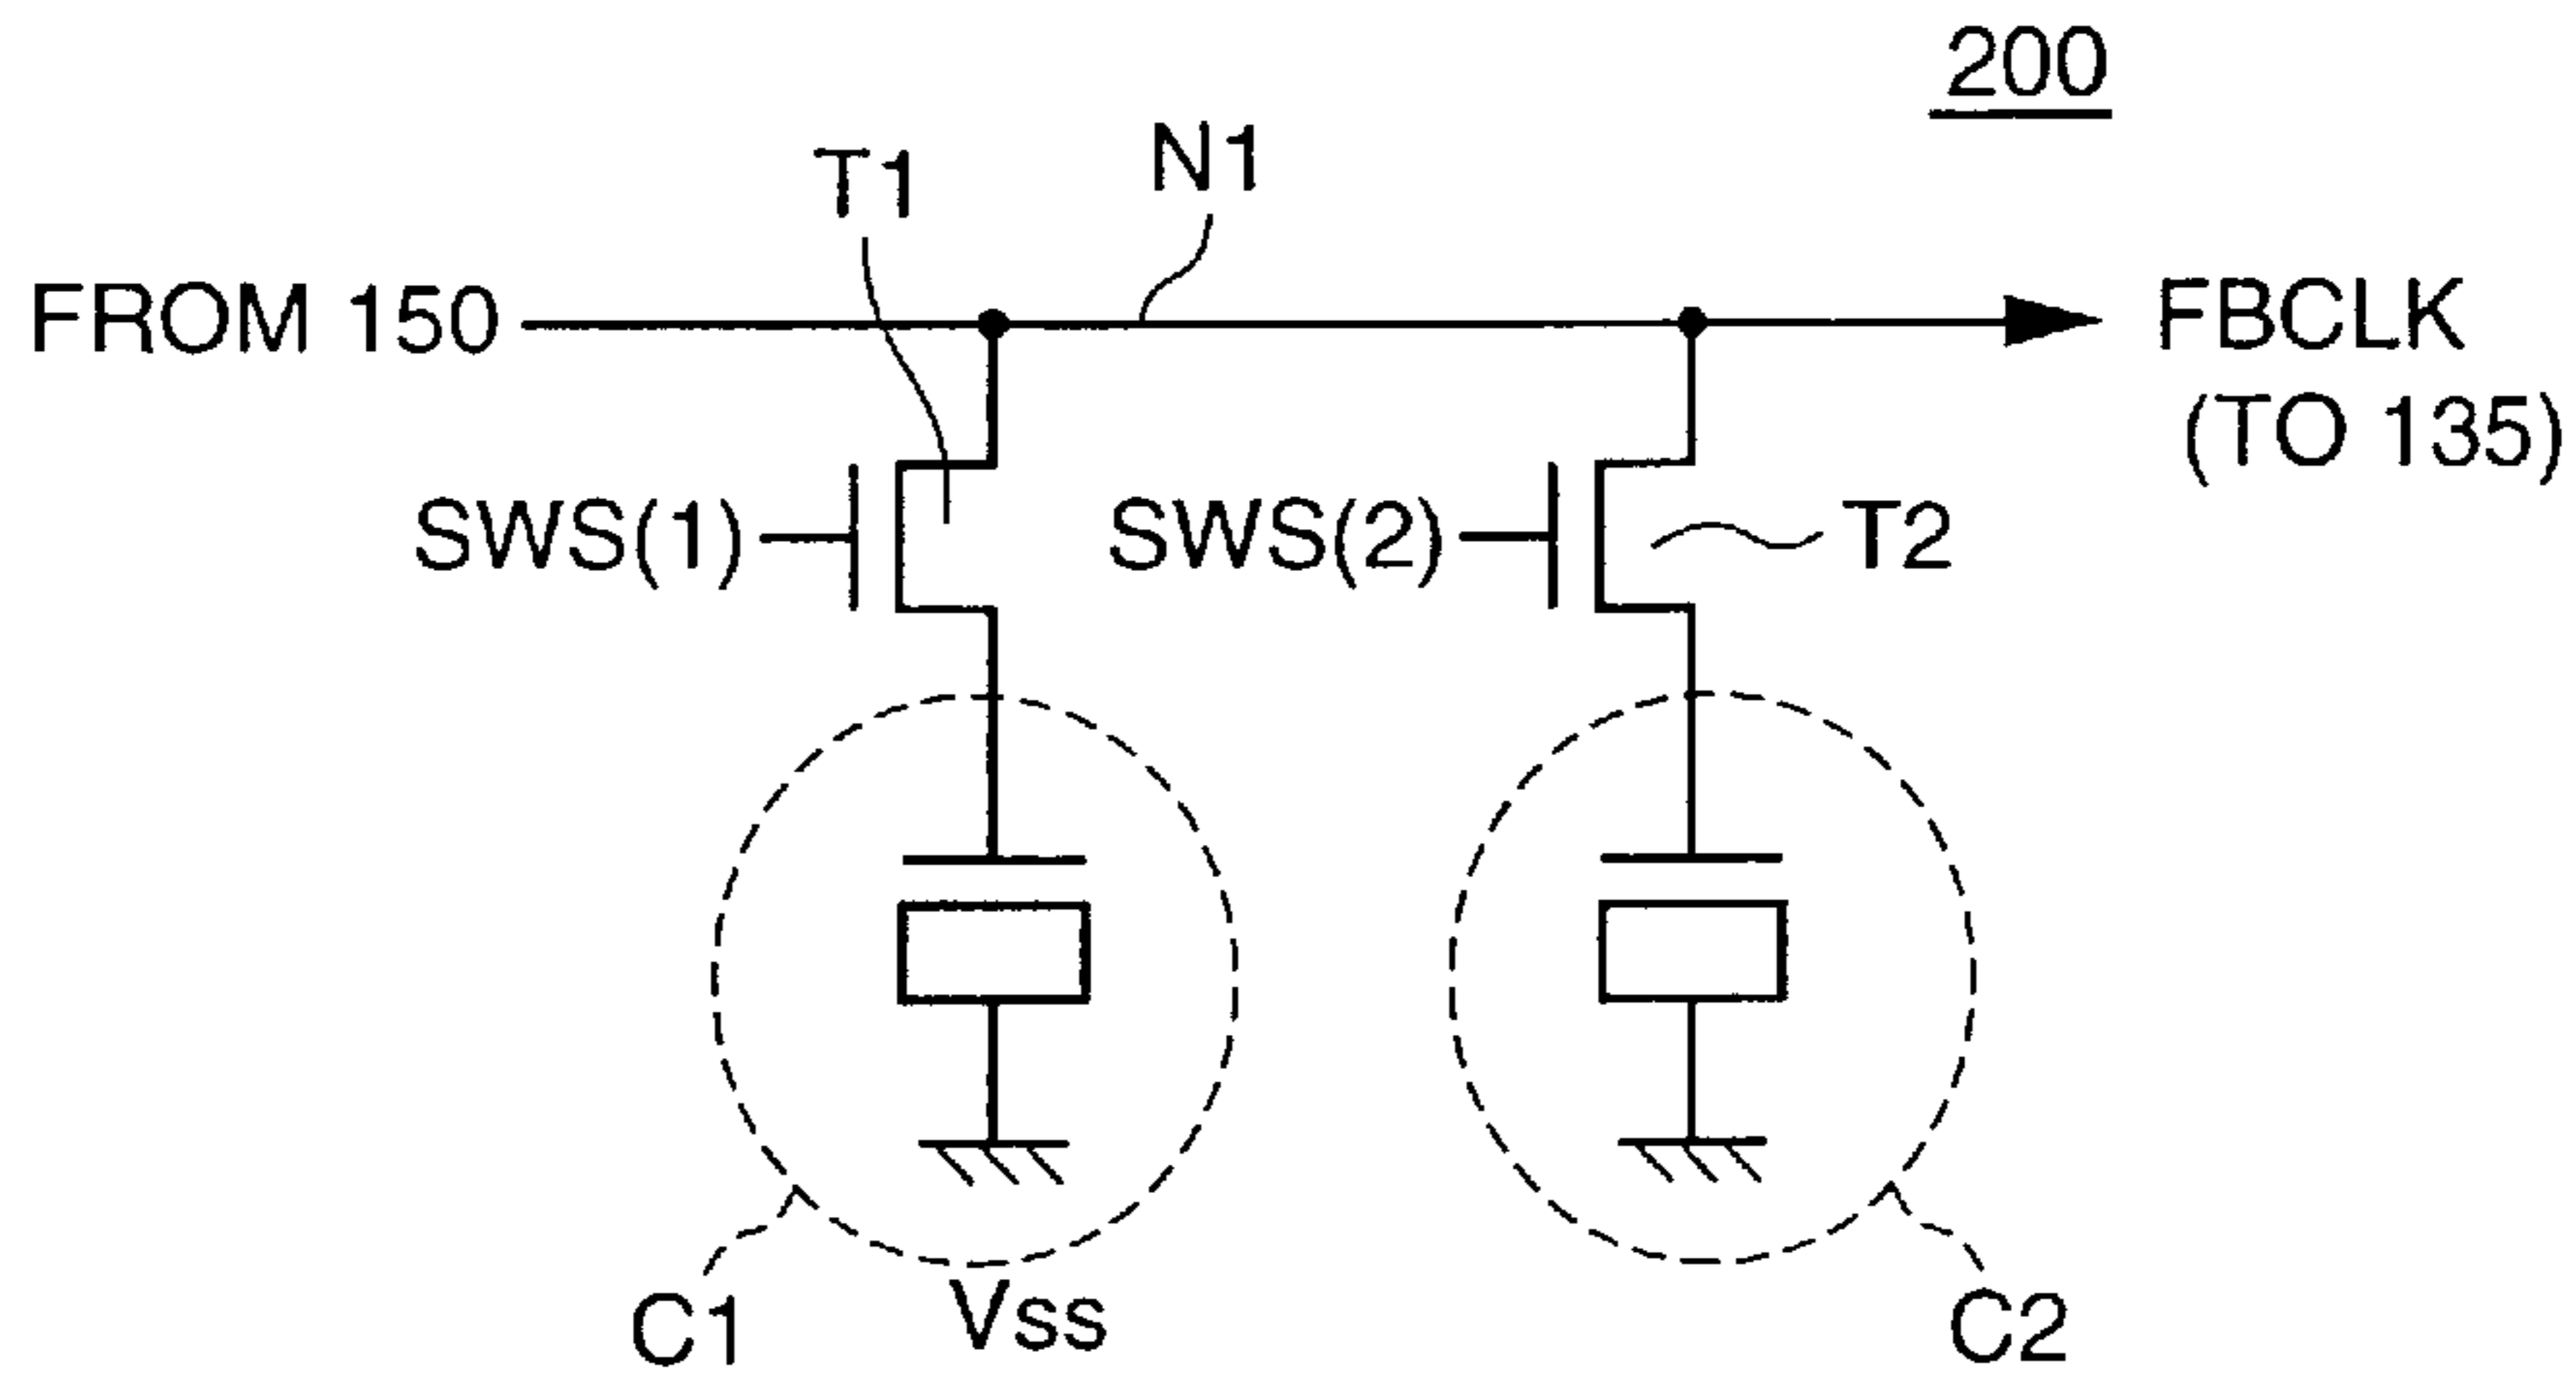 200
T1
N1
FROM 150
FBCLK
(TO 135)
SWS(1)
SWS(2)
T2
C1
Vss
C2